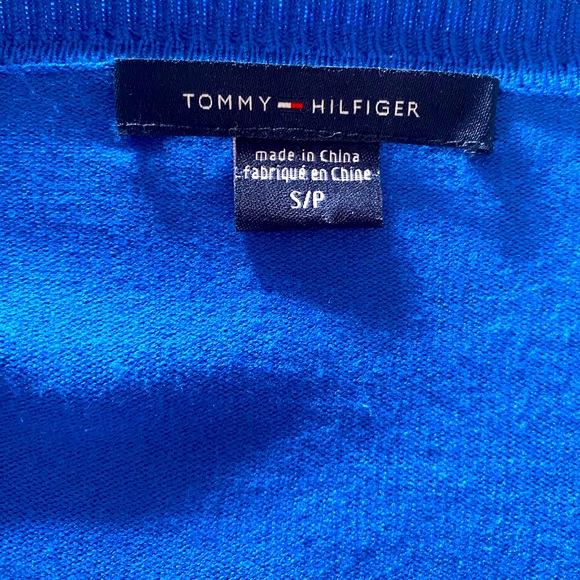 TOMMY HILFIGER
made in China
fabriqué en Chine
S/P